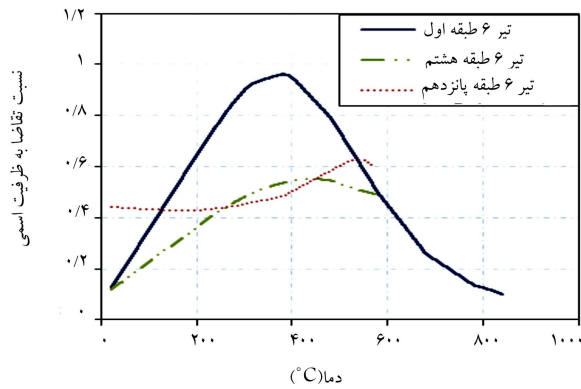 تیر ۶ طبقه اول
تیر ۶ طبقه هشتم
تیر ۶ طبقه پانزدهم
نسبت تقاضا به ظرفیت اسمی
۱/۲
۱
۰/۸
۰/۶
۰/۴
۰/۲
۰
۰ ۲۰۰ ۴۰۰ ۶۰۰ ۸۰۰ ۱۰۰۰
دما(°C)